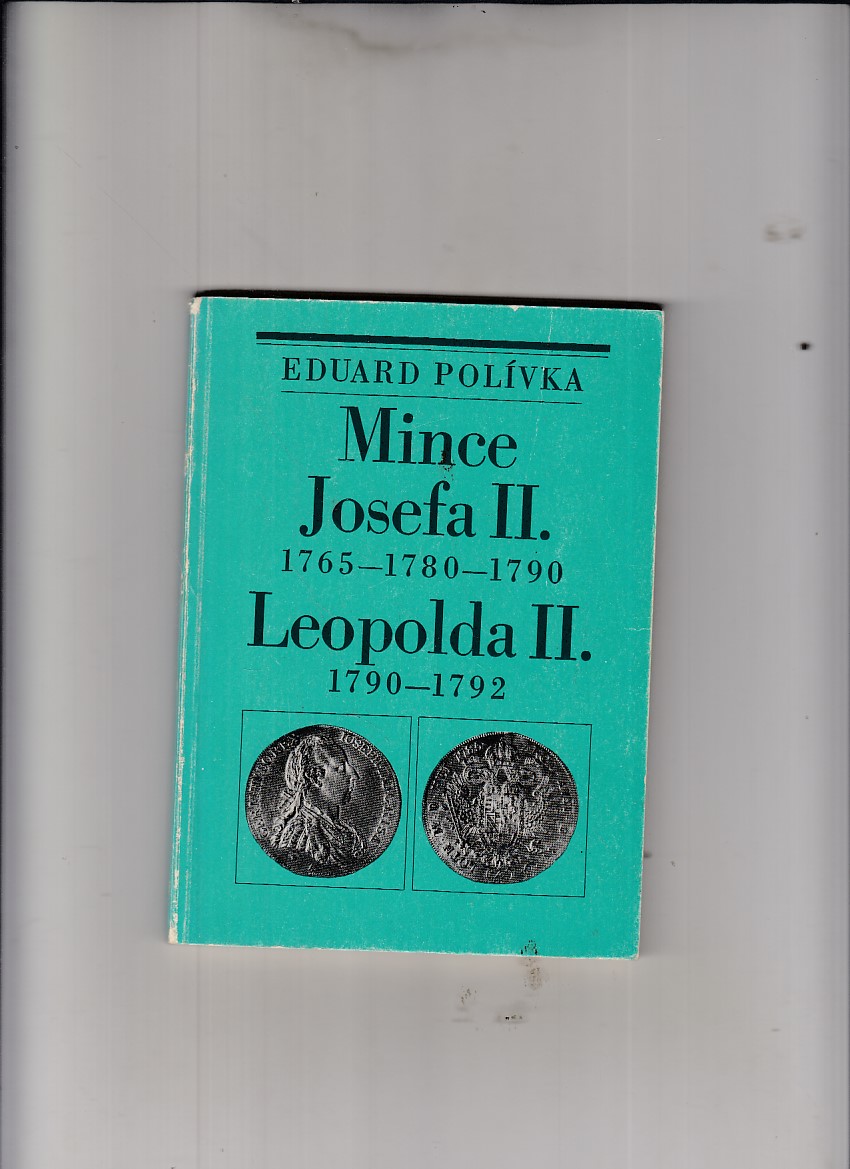 EDUARD POLÍVKA
Mince
Josefa II.
1765—1780—1790
Leopolda II.
1790—1792